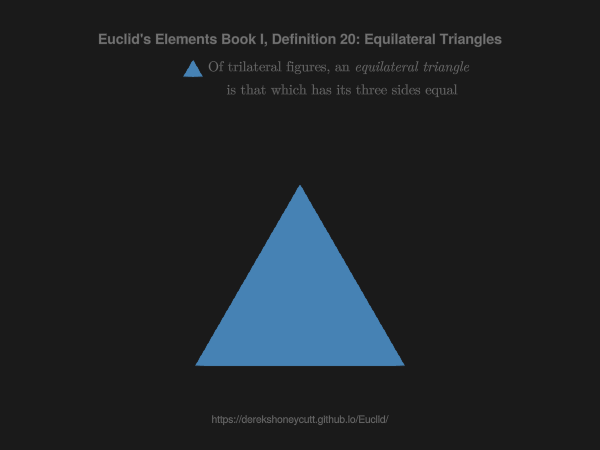 Euclid's Elements Book I, Definition 20: Equilateral Triangles
Of trilateral figures, an equilateral triangle
is that which has its three sides equal
https://derekshoneycutt.github.io/Euclid/